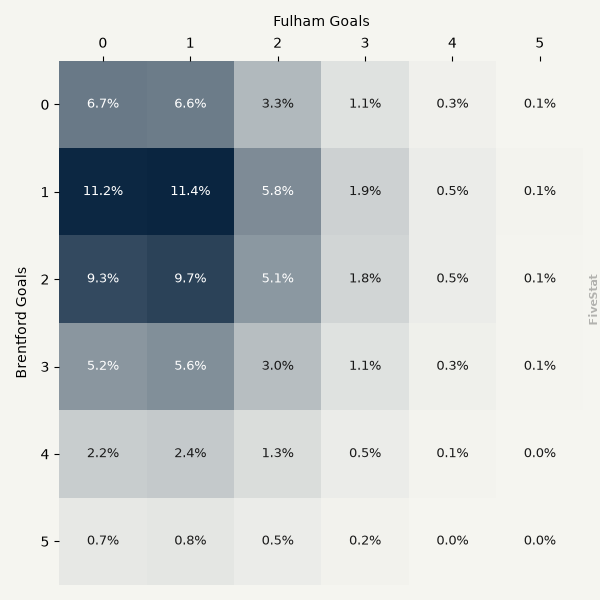 Fulham Goals
0 1 2 3 4 5
0 6.7% 6.6% 3.3% 1.1% 0.3% 0.1%
1 11.2% 11.4% 5.8% 1.9% 0.5% 0.1%
2 9.3% 9.7% 5.1% 1.8% 0.5% 0.1%
3 5.2% 5.6% 3.0% 1.1% 0.3% 0.1%
4 2.2% 2.4% 1.3% 0.5% 0.1% 0.0%
5 0.7% 0.8% 0.5% 0.2% 0.0% 0.0%
Brentford Goals
FiveStat